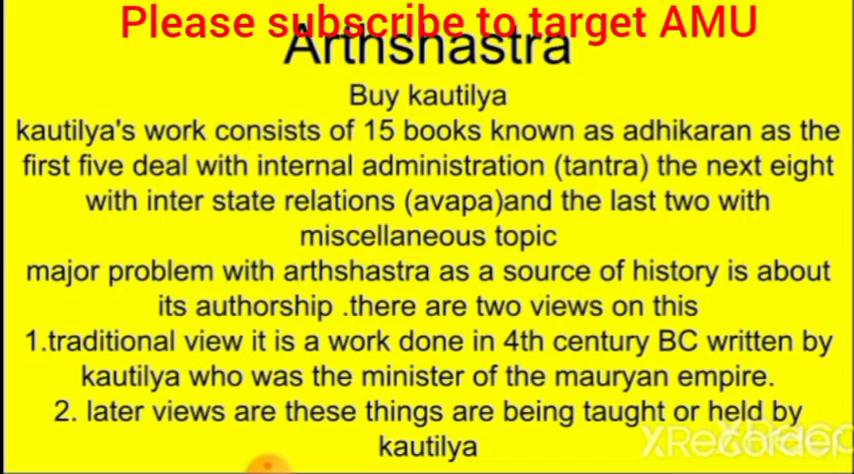 Please subscribe to target AMU
Arthshastra
Buy kautilya
kautilya's work consists of 15 books known as adhikaran as the
first five deal with internal administration (tantra) the next eight
with inter state relations (avapa)and the last two with
miscellaneous topic
major problem with arthshastra as a source of history is about
its authorship .there are two views on this
1.traditional view it is a work done in 4th century BC written by
kautilya who was the minister of the mauryan empire.
2. later views are these things are being taught or held by
kautilya
XRecorder